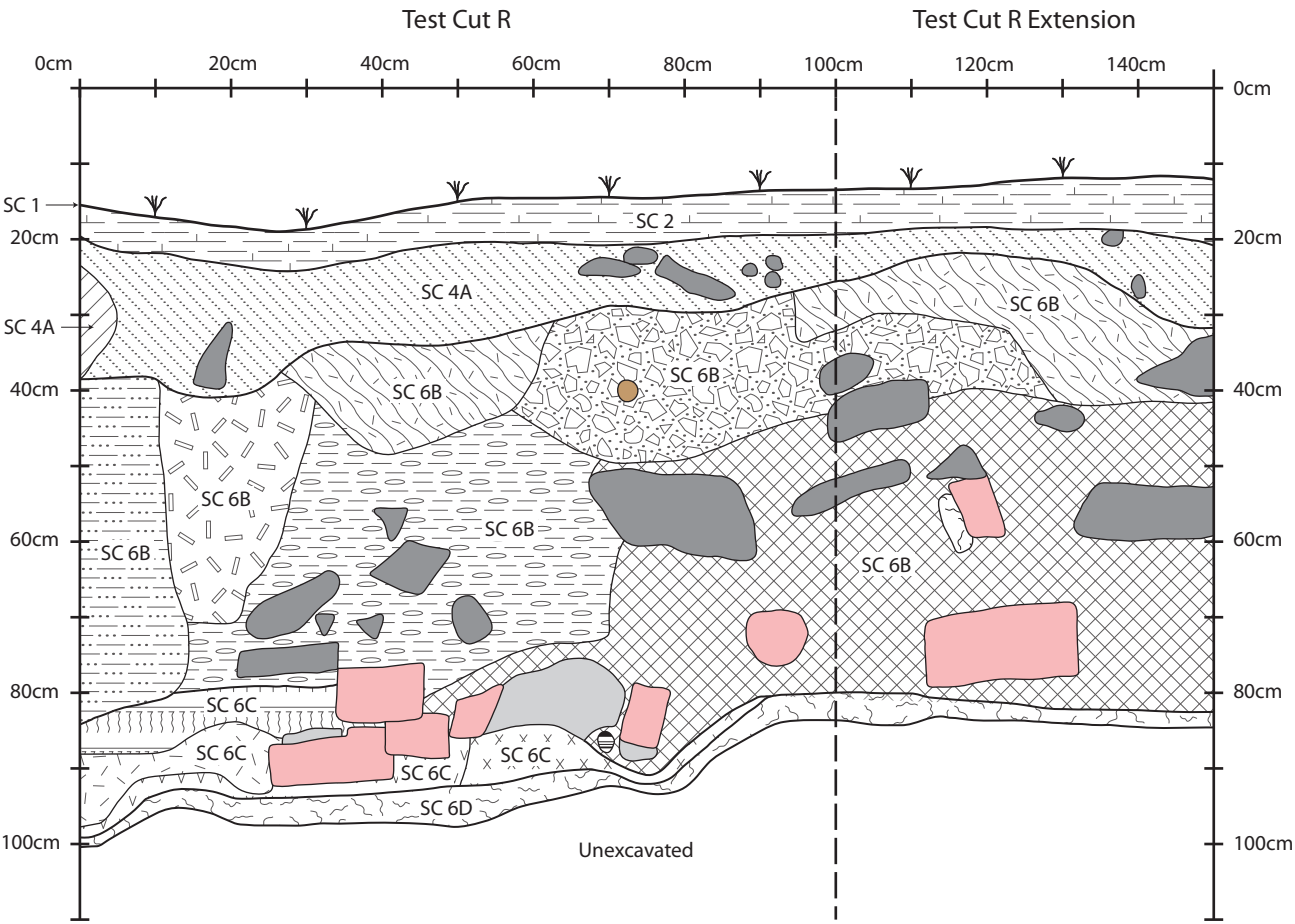 Test Cut R
Test Cut R Extension
0cm 20cm 40cm 60cm 80cm 100cm 120cm 140cm
0cm
SC 1
SC 2
20cm
20cm
SC 4A
SC 4A
SC 6B
40cm
SC 6B
SC 6B
40cm
SC 6B
SC 6B
SC 6B
60cm
SC 6B
60cm
80cm
SC 6C
80cm
SC 6C
SC 6C
SC 6C
SC 6D
100cm
Unexcavated
100cm